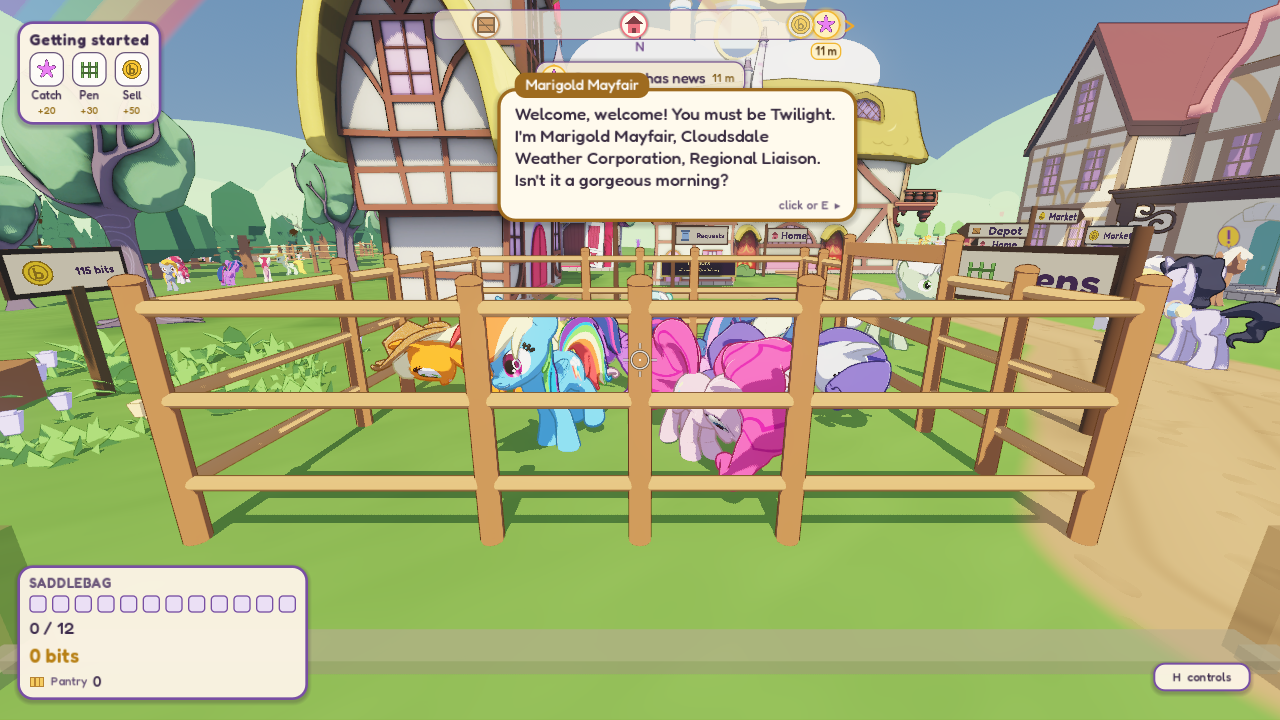 Getting started
Catch
Pen
Sell
+20
+30
+50
N
11 m
has news 11 m
Marigold Mayfair
Welcome, welcome! You must be Twilight.
I'm Marigold Mayfair, Cloudsdale
Weather Corporation, Regional Liaison.
Isn't it a gorgeous morning?
click or E ▸
115 bits
Requests
Home
Market
Depot
Market
Home
ens
SADDLEBAG
0 / 12
0 bits
Pantry 0
H controls